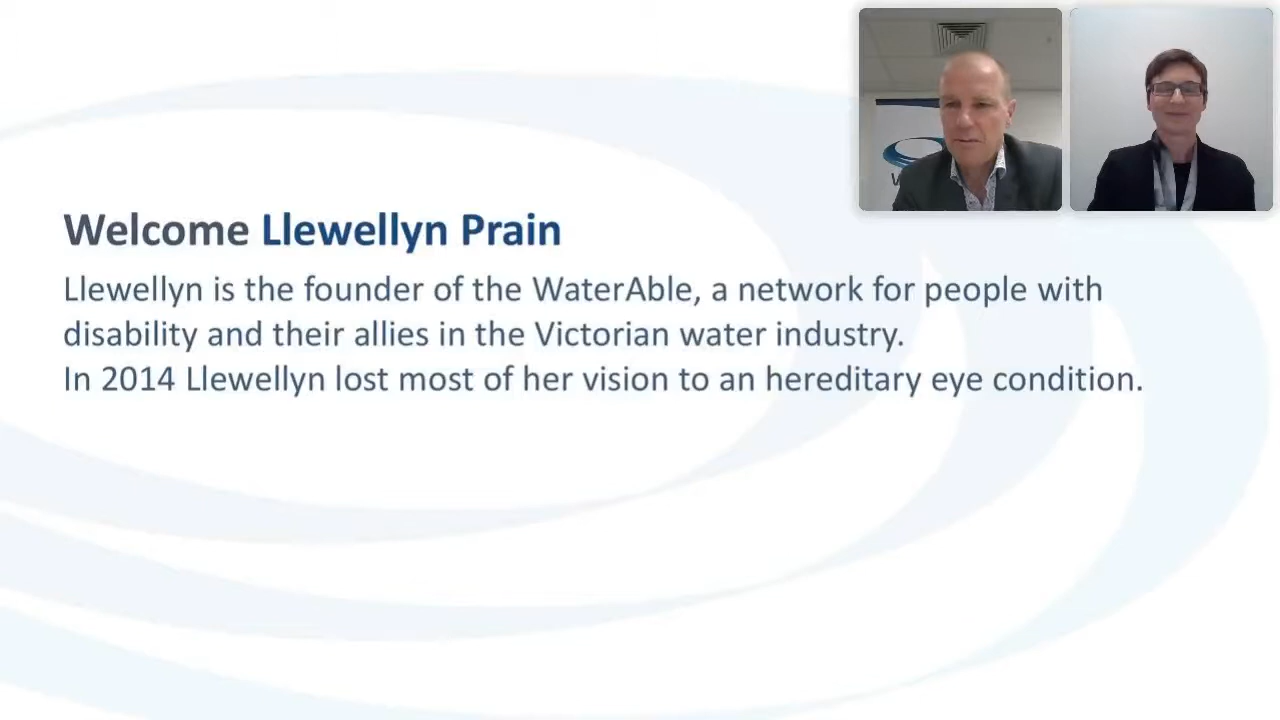 Welcome Llewellyn Prain
Llewellyn is the founder of the WaterAble, a network for people with
disability and their allies in the Victorian water industry.
In 2014 Llewellyn lost most of her vision to an hereditary eye condition.